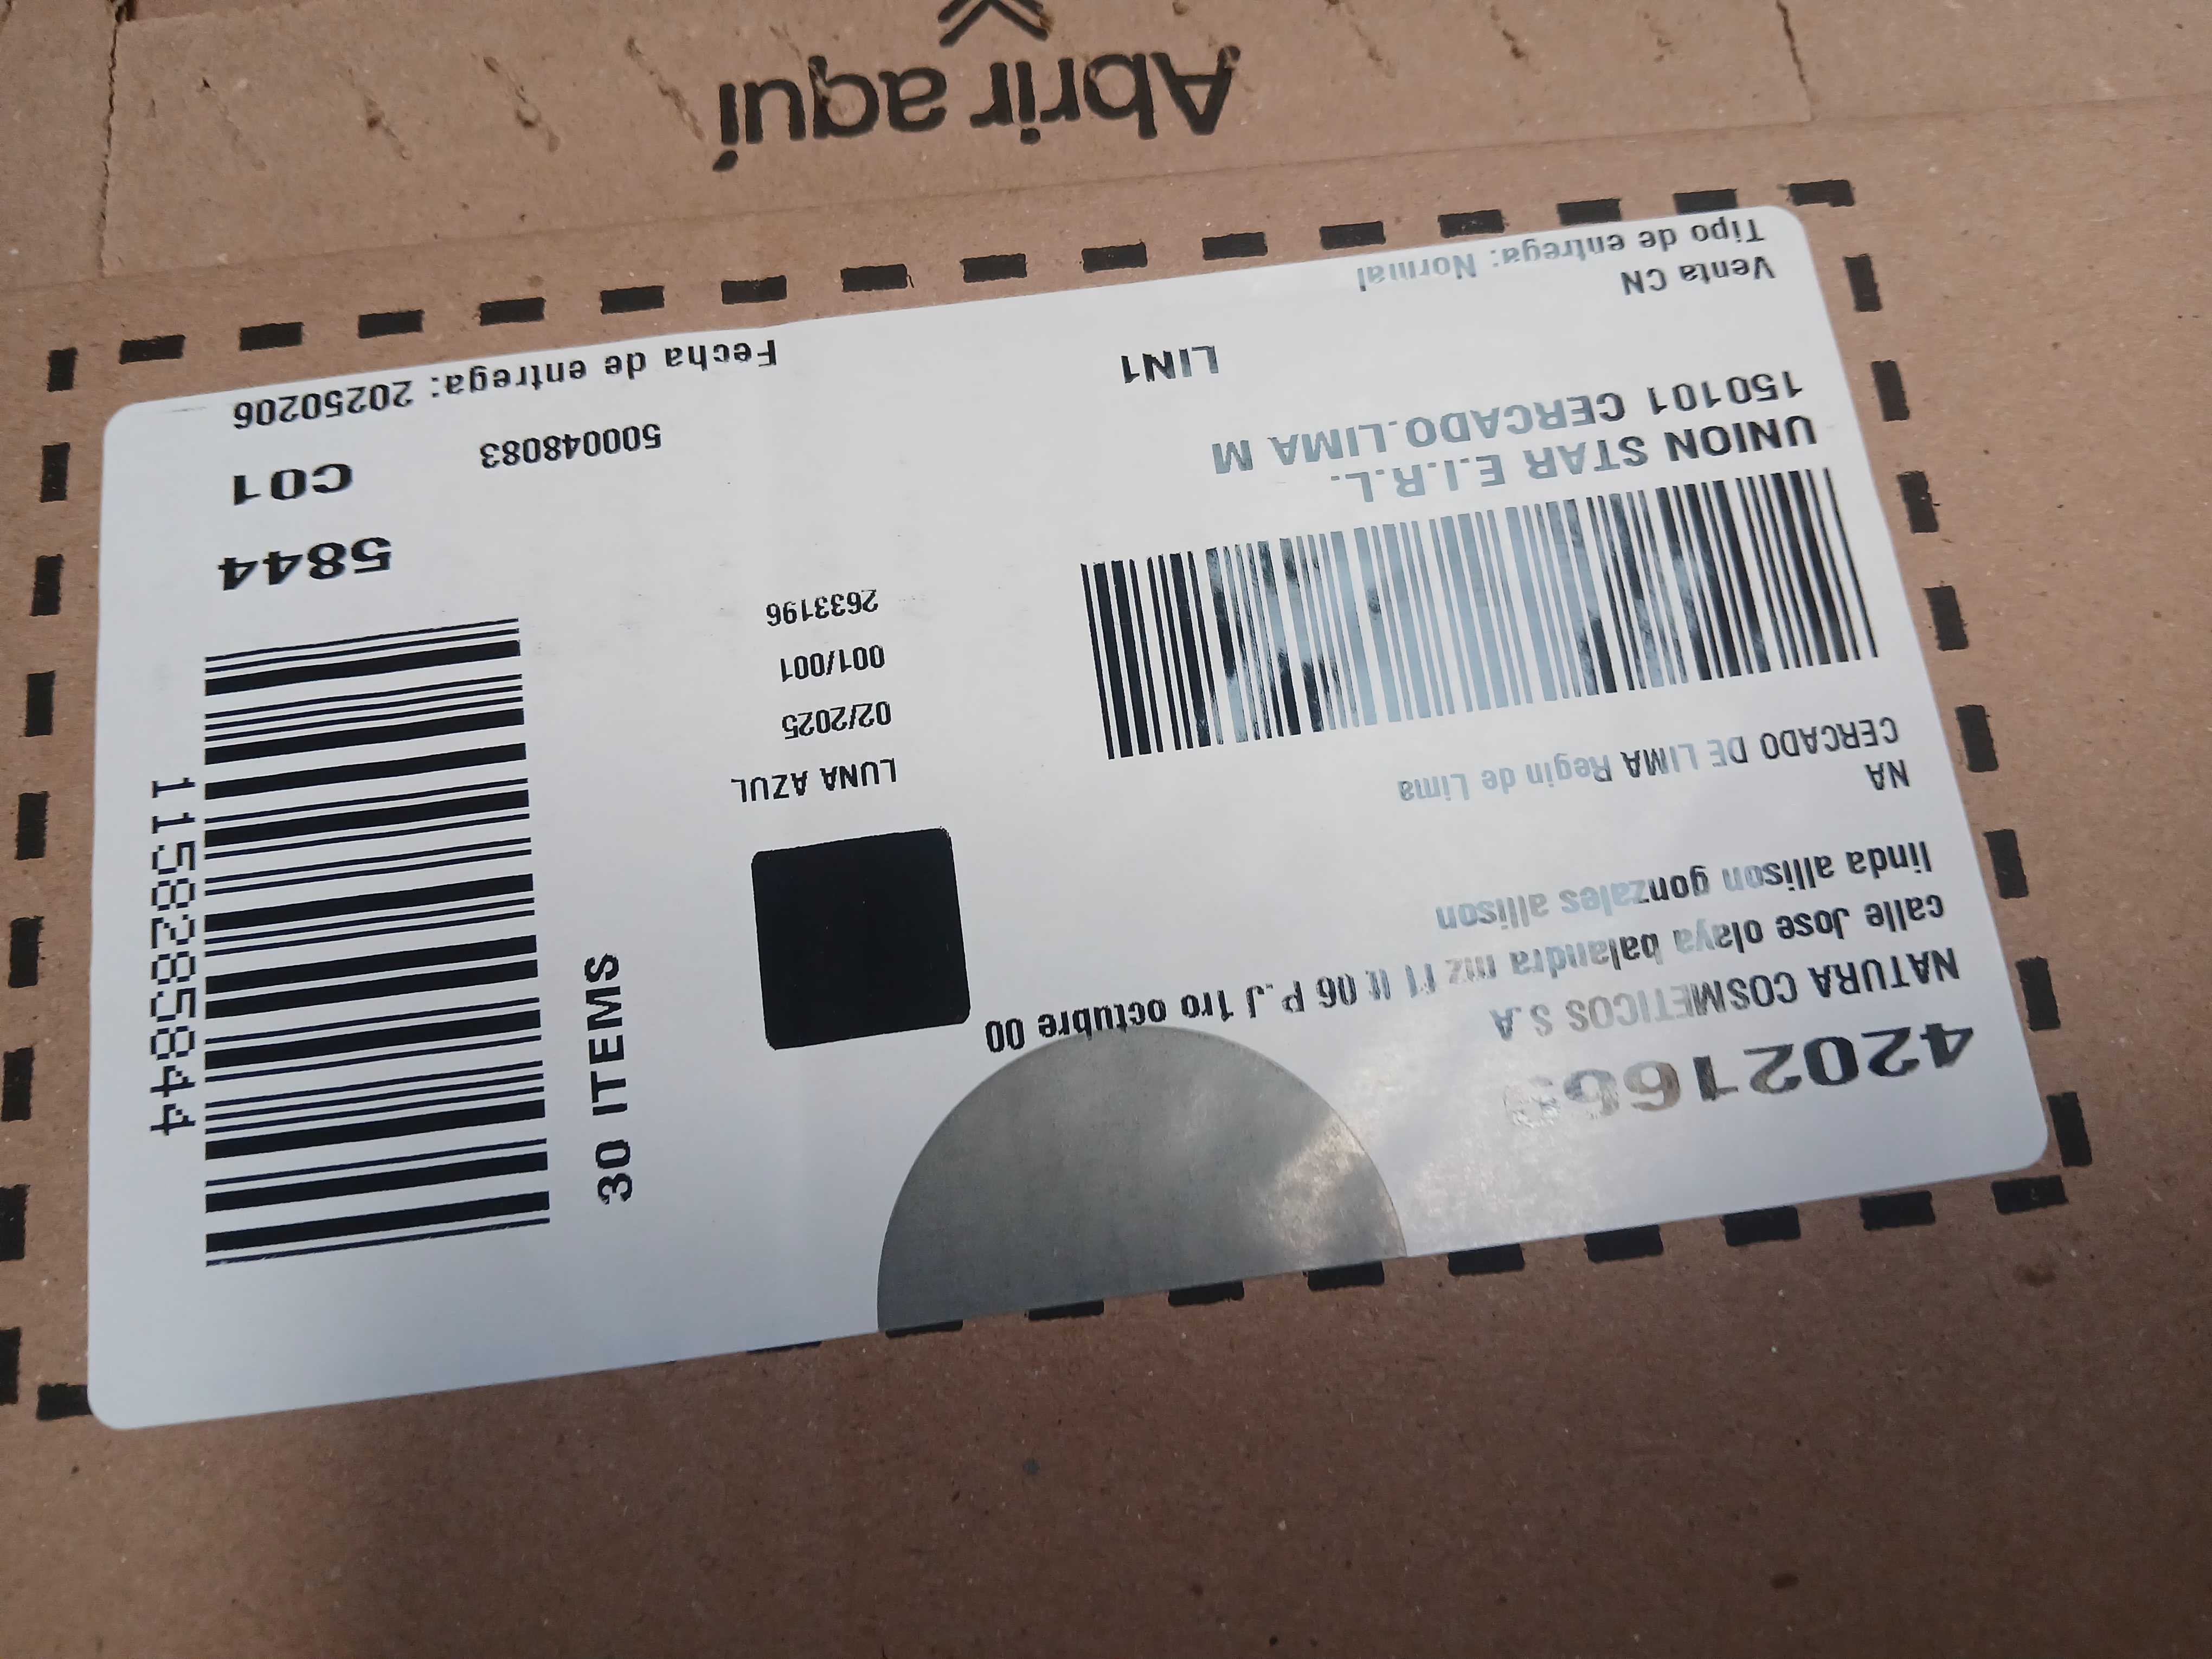 Abrir aquí
42021669
NATURA COSMETICOS S.A
calle Jose olaya balandra mz f1 lt 06 P.J 1ro octubre 00
linda allison gonzales allison
NA
CERCADO DE LIMA Regin de Lima
UNION STAR E.I.R.L.
150101 CERCADO.LIMA M
LIN1
Venta CN
Tipo de entrega: Normal
LUNA AZUL
02/2025
001/001
2633196
30 ITEMS
1158285844
5844
C01
500048083
Fecha de entrega: 20250206